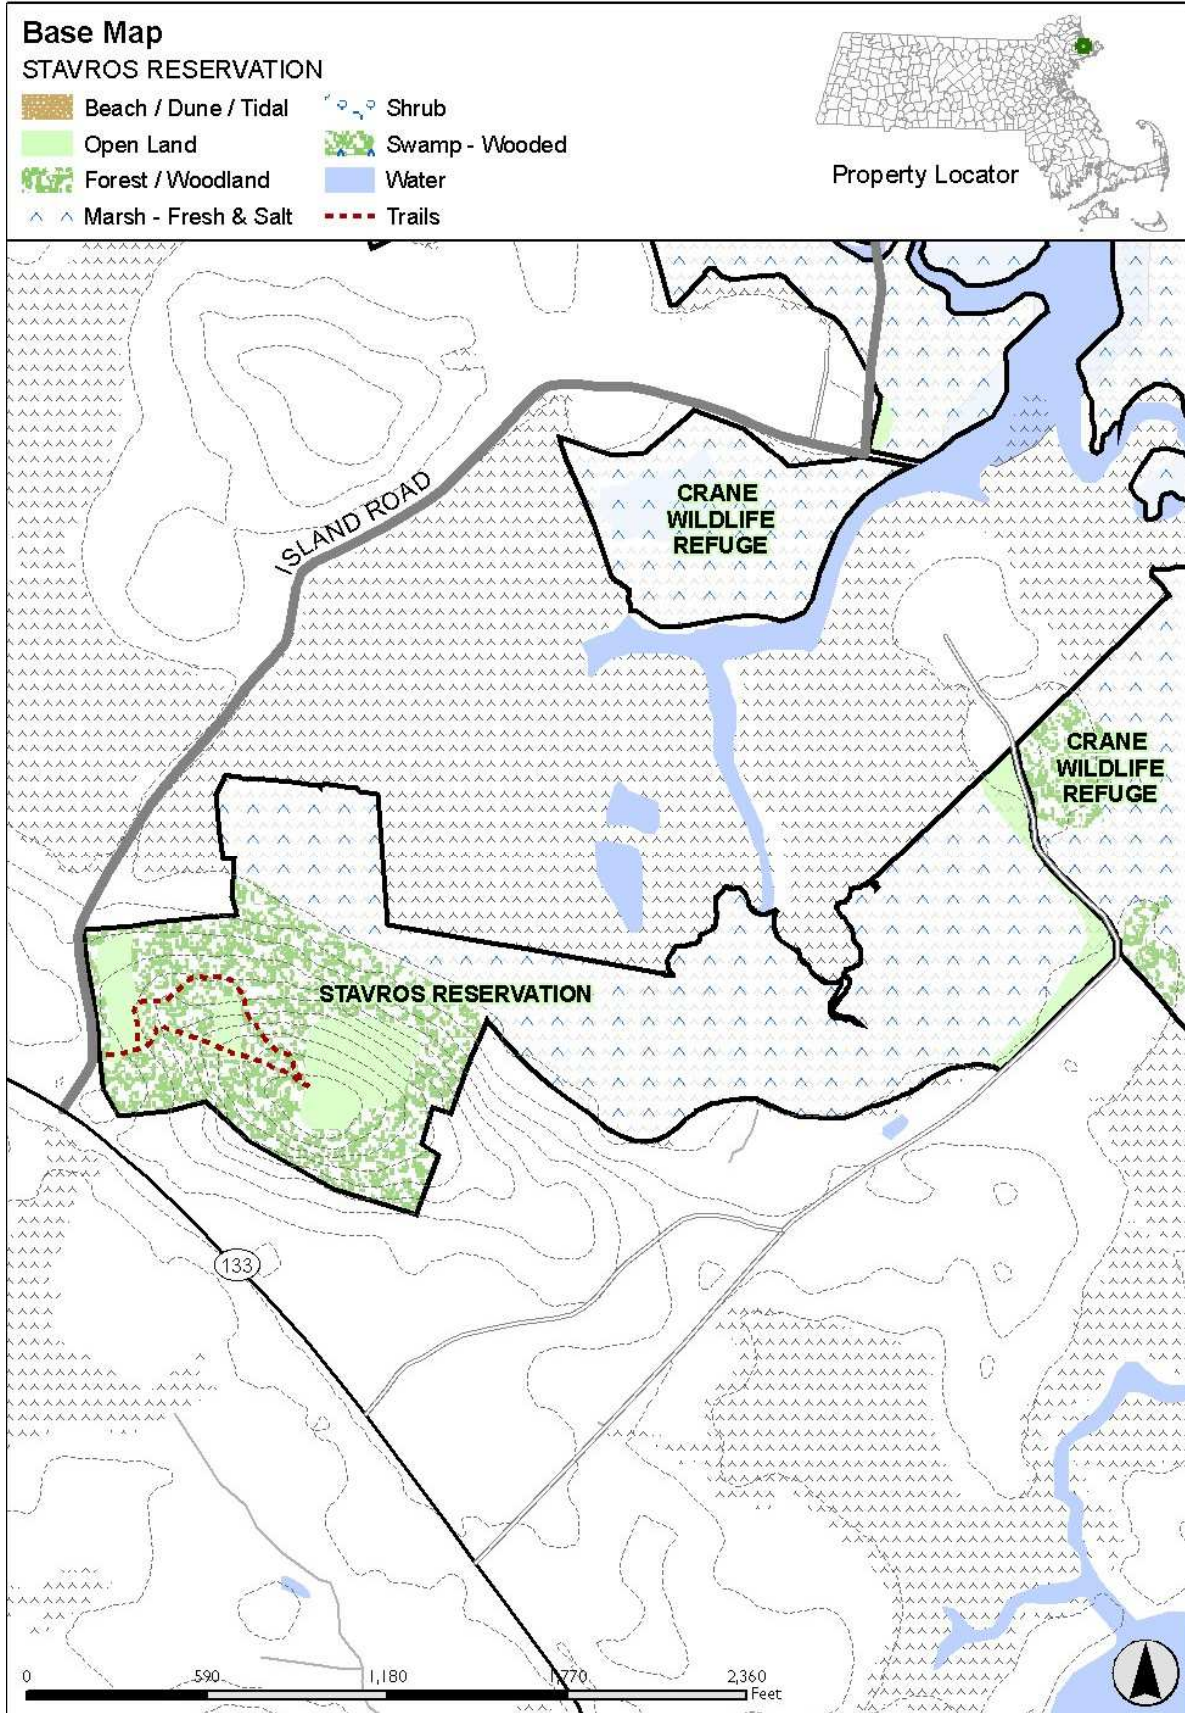 Base Map
STAVROS RESERVATION
Beach / Dune / Tidal
Open Land
Forest / Woodland
Marsh - Fresh & Salt
Shrub
Swamp - Wooded
Water
Trails
Property Locator
ISLAND ROAD
CRANE
WILDLIFE
REFUGE
CRANE
WILDLIFE
REFUGE
STAVROS RESERVATION
133
0 590 1,180 1,770 2,360
Feet